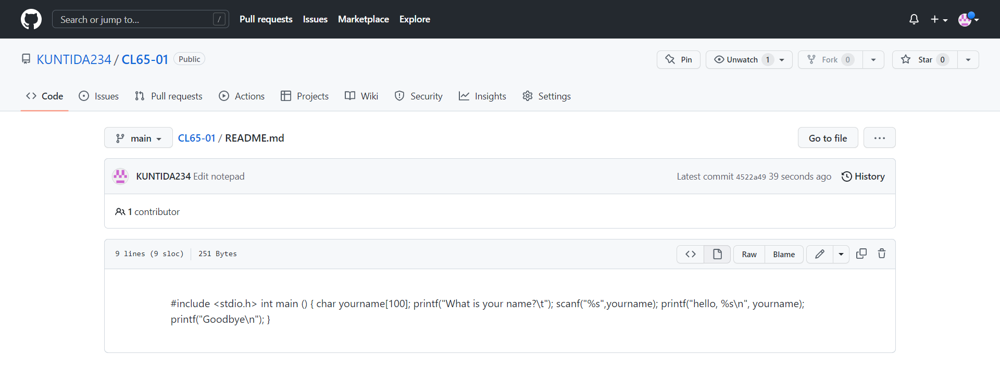 Search or jump to... / Pull requests Issues Marketplace Explore
KUNTIDA234 / CL65-01 Public Pin Unwatch 1 Fork 0 Star 0
Code Issues Pull requests Actions Projects Wiki Security Insights Settings
main CL65-01 / README.md Go to file ...
KUNTIDA234 Edit notepad Latest commit 4522a49 39 seconds ago History
1 contributor
9 lines (9 sloc) 251 Bytes <> Raw Blame
#include <stdio.h> int main () { char yourname[100]; printf("What is your name?\t"); scanf("%s",yourname); printf("hello, %s\n", yourname);
printf("Goodbye\n"); }